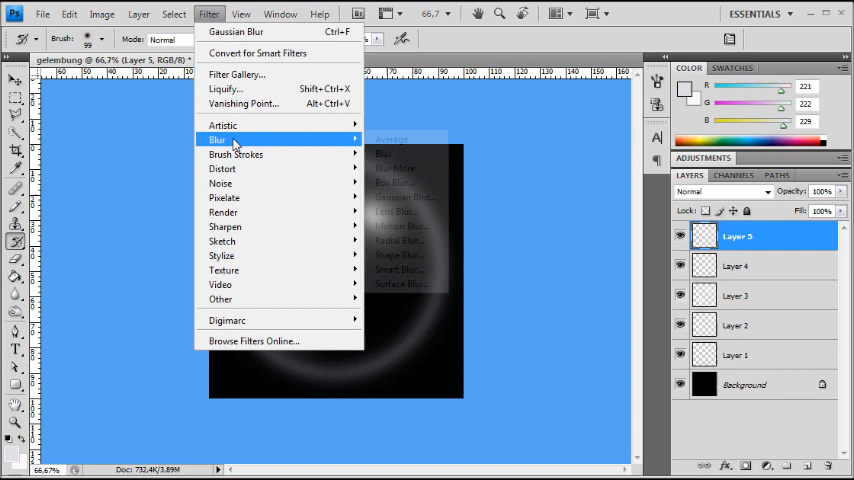 Ps File Edit Image Layer Select Filter View Window Help Br 66,7 ESSENTIALS
Brush: 99 Mode: Normal
Gaussian Blur Ctrl+F
Convert for Smart Filters
Filter Gallery...
Liquify... Shift+Ctrl+X
Vanishing Point... Alt+Ctrl+V
Artistic
Blur
Brush Strokes
Distort
Noise
Pixelate
Render
Sharpen
Sketch
Stylize
Texture
Video
Other
Digimarc
Browse Filters Online...
Average
Blur
Blur More
Box Blur...
Gaussian Blur...
Lens Blur...
Motion Blur...
Radial Blur...
Shape Blur...
Smart Blur...
Surface Blur...
gelembung @ 66,7% (Layer 5, RGB/8) *
COLOR SWATCHES
R 221
G 222
B 229
ADJUSTMENTS
LAYERS CHANNELS PATHS
Normal Opacity: 100%
Lock: Fill: 100%
Layer 5
Layer 4
Layer 3
Layer 2
Layer 1
Background
66,67% Doc: 732,4K/3,89M